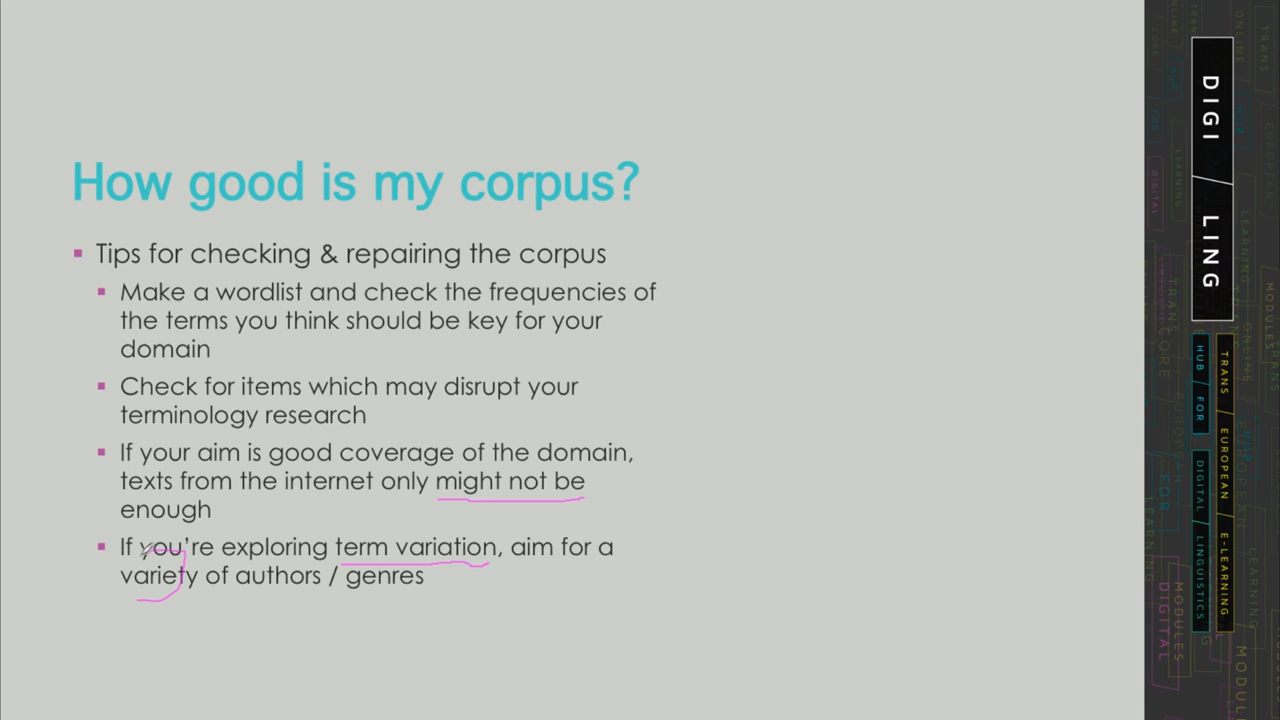 How good is my corpus?
Tips for checking & repairing the corpus
Make a wordlist and check the frequencies of
the terms you think should be key for your
domain
Check for items which may disrupt your
terminology research
If your aim is good coverage of the domain,
texts from the internet only might not be
enough
If you're exploring term variation, aim for a
variety of authors / genres
DIGI / LING
TRANS / EUROPEAN / E-LEARNING
HUB / FOR
DIGITAL / LINGUISTICS